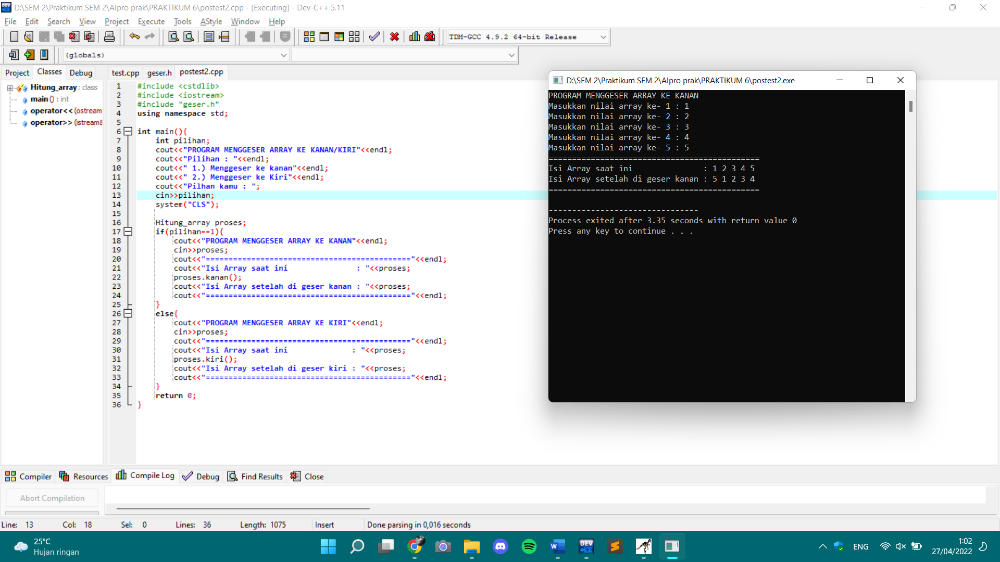 D:\SEM 2\Praktikum SEM 2\Alpro prak\PRAKTIKUM 6\postest2.cpp - [Executing] - Dev-C++ 5.11
File Edit Search View Project Execute Tools AStyle Window Help
TDM-GCC 4.9.2 64-bit Release
(globals)
Project Classes Debug
test.cpp geser.h postest2.cpp
Hitung_array : class
main () : int
operator<< (ostream
operator>> (istream&
1 #include <cstdlib>
2 #include <iostream>
3 #include "geser.h"
4 using namespace std;
5
6 int main(){
7 int pilihan;
8 cout<<"PROGRAM MENGGESER ARRAY KE KANAN/KIRI"<<endl;
9 cout<<"Pilihan : "<<endl;
10 cout<<" 1.) Menggeser ke kanan"<<endl;
11 cout<<" 2.) Menggeser ke Kiri"<<endl;
12 cout<<"Pilhan kamu : ";
13 cin>>pilihan;
14 system("CLS");
15
16 Hitung_array proses;
17 if(pilihan==1){
18 cout<<"PROGRAM MENGGESER ARRAY KE KANAN"<<endl;
19 cin>>proses;
20 cout<<"============================================="<<endl;
21 cout<<"Isi Array saat ini               : "<<proses;
22 proses.kanan();
23 cout<<"Isi Array setelah di geser kanan : "<<proses;
24 cout<<"============================================="<<endl;
25 }
26 else{
27 cout<<"PROGRAM MENGGESER ARRAY KE KIRI"<<endl;
28 cin>>proses;
29 cout<<"============================================="<<endl;
30 cout<<"Isi Array saat ini              : "<<proses;
31 proses.kiri();
32 cout<<"Isi Array setelah di geser kiri : "<<proses;
33 cout<<"============================================="<<endl;
34 }
35 return 0;
36 }
D:\SEM 2\Praktikum SEM 2\Alpro prak\PRAKTIKUM 6\postest2.exe
PROGRAM MENGGESER ARRAY KE KANAN
Masukkan nilai array ke- 1 : 1
Masukkan nilai array ke- 2 : 2
Masukkan nilai array ke- 3 : 3
Masukkan nilai array ke- 4 : 4
Masukkan nilai array ke- 5 : 5
=============================================
Isi Array saat ini               : 1 2 3 4 5
Isi Array setelah di geser kanan : 5 1 2 3 4
=============================================
--------------------------------
Process exited after 3.35 seconds with return value 0
Press any key to continue . . .
Compiler Resources Compile Log Debug Find Results Close
Abort Compilation
Line: 13 Col: 18 Sel: 0 Lines: 36 Length: 1075 Insert Done parsing in 0,016 seconds
25°C
Hujan ringan
W
DEV
C++
ENG
1:02
27/04/2022